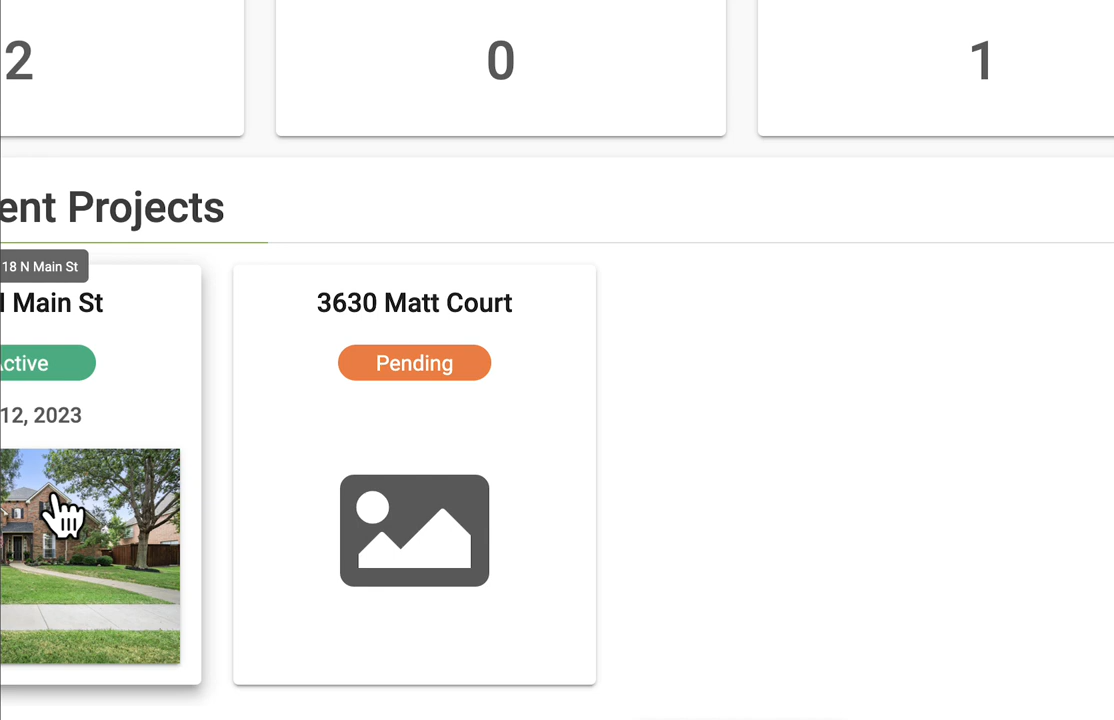 2
0
1
ent Projects
18 N Main St
Main St
3630 Matt Court
ctive
Pending
12, 2023